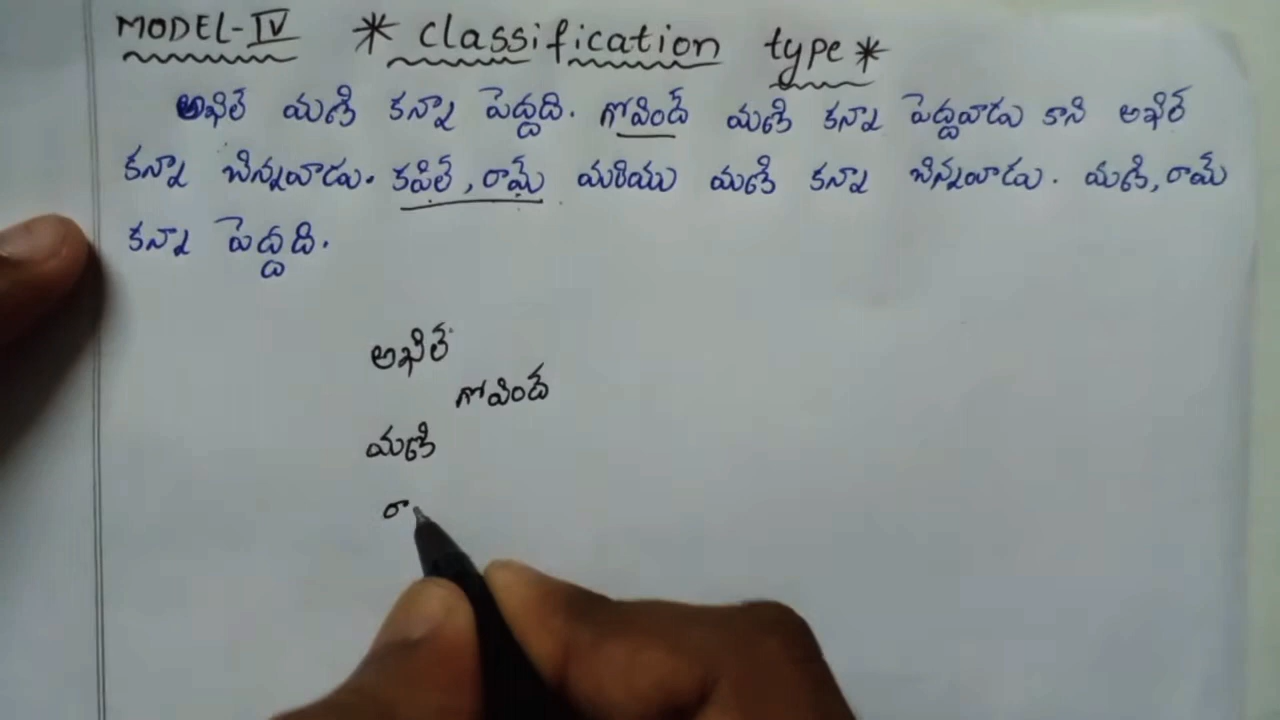 MODEL-IV * classification type *
అఖిల్ మణి కన్నా పెద్దది. గోవింద్ మణి కన్నా పెద్దవాడు కాని అఖిల్
కన్నా చిన్నవాడు. కపిల్, రామ్ మరియు మణి కన్నా చిన్నవాడు. మణి, రామ్
కన్నా పెద్దది.
అఖిల్
గోవింద్
మణి
రా